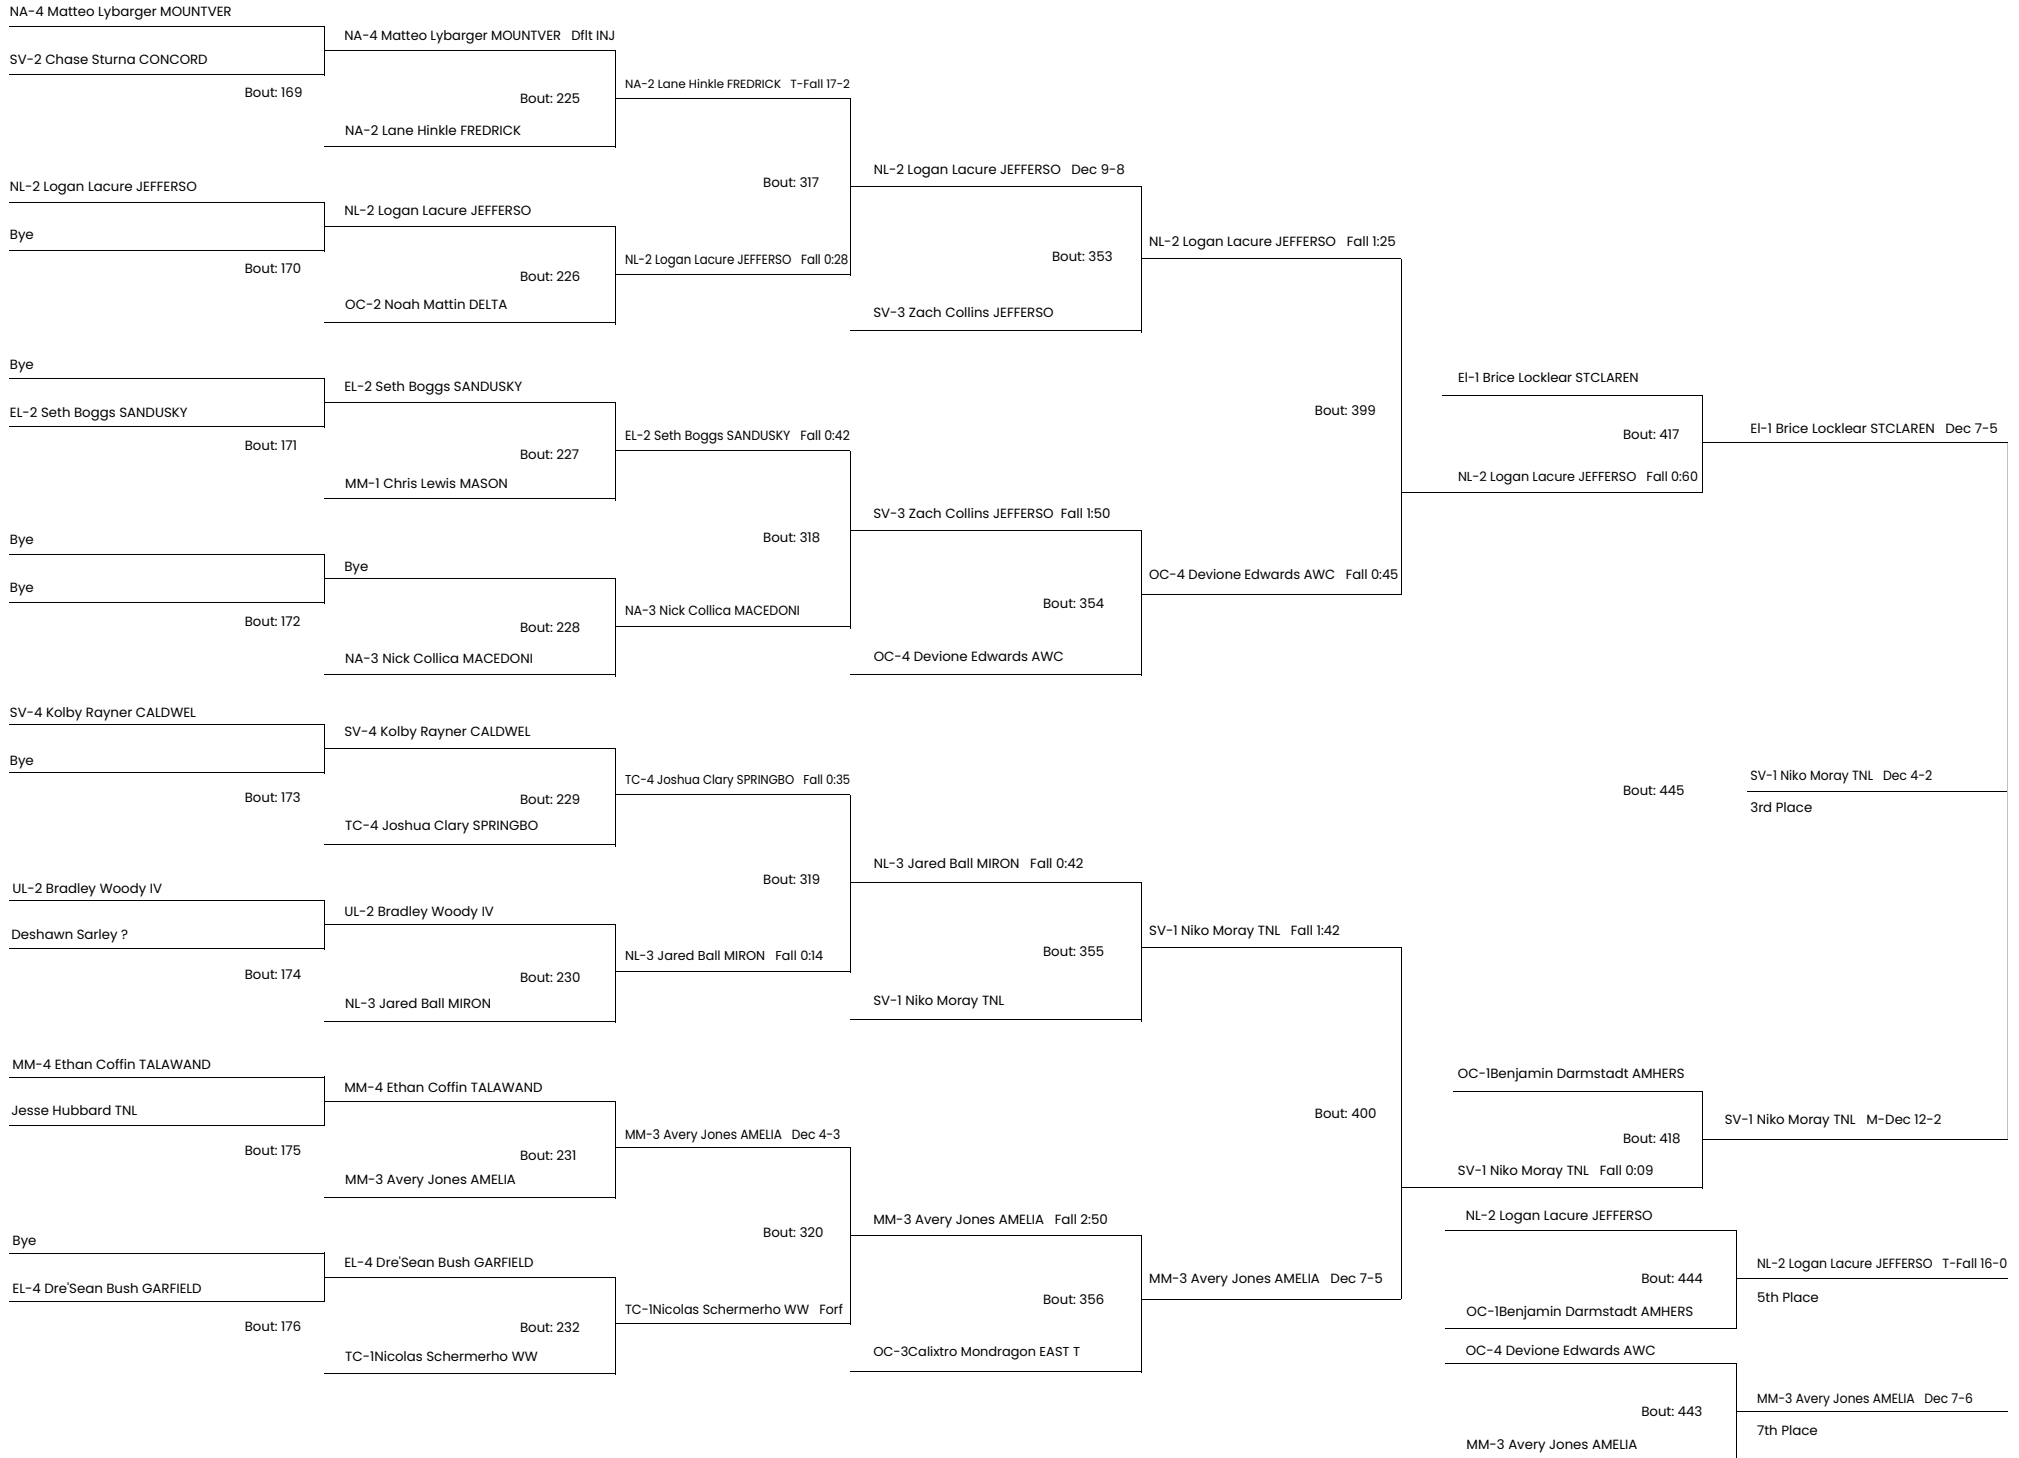 NA-4 Matteo Lybarger MOUNTVER
SV-2 Chase Sturna CONCORD
Bout: 169
NL-2 Logan Lacure JEFFERSO
Bye
Bout: 170
Bye
EL-2 Seth Boggs SANDUSKY
Bout: 171
Bye
Bye
Bout: 172
SV-4 Kolby Rayner CALDWEL
Bye
Bout: 173
UL-2 Bradley Woody IV
Deshawn Sarley ?
Bout: 174
MM-4 Ethan Coffin TALAWAND
Jesse Hubbard TNL
Bout: 175
Bye
EL-4 Dre'Sean Bush GARFIELD
Bout: 176
NA-4 Matteo Lybarger MOUNTVER Dflt INJ
Bout: 225
NA-2 Lane Hinkle FREDRICK
NL-2 Logan Lacure JEFFERSO
Bout: 226
OC-2 Noah Mattin DELTA
EL-2 Seth Boggs SANDUSKY
Bout: 227
MM-1 Chris Lewis MASON
Bye
Bout: 228
NA-3 Nick Collica MACEDONI
SV-4 Kolby Rayner CALDWEL
Bout: 229
TC-4 Joshua Clary SPRINGBO
UL-2 Bradley Woody IV
Bout: 230
NL-3 Jared Ball MIRON
MM-4 Ethan Coffin TALAWAND
Bout: 231
MM-3 Avery Jones AMELIA
EL-4 Dre'Sean Bush GARFIELD
Bout: 232
TC-1Nicolas Schermerho WW
NA-2 Lane Hinkle FREDRICK T-Fall 17-2
Bout: 317
NL-2 Logan Lacure JEFFERSO Fall 0:28
EL-2 Seth Boggs SANDUSKY Fall 0:42
Bout: 318
NA-3 Nick Collica MACEDONI
TC-4 Joshua Clary SPRINGBO Fall 0:35
Bout: 319
NL-3 Jared Ball MIRON Fall 0:14
MM-3 Avery Jones AMELIA Dec 4-3
Bout: 320
TC-1Nicolas Schermerho WW Forf
NL-2 Logan Lacure JEFFERSO Dec 9-8
Bout: 353
SV-3 Zach Collins JEFFERSO
SV-3 Zach Collins JEFFERSO Fall 1:50
Bout: 354
OC-4 Devione Edwards AWC
NL-3 Jared Ball MIRON Fall 0:42
Bout: 355
SV-1 Niko Moray TNL
MM-3 Avery Jones AMELIA Fall 2:50
Bout: 356
OC-3Calixtro Mondragon EAST T
NL-2 Logan Lacure JEFFERSO Fall 1:25
Bout: 399
OC-4 Devione Edwards AWC Fall 0:45
SV-1 Niko Moray TNL Fall 1:42
Bout: 400
MM-3 Avery Jones AMELIA Dec 7-5
El-1 Brice Locklear STCLAREN
Bout: 417
NL-2 Logan Lacure JEFFERSO Fall 0:60
OC-1Benjamin Darmstadt AMHERS
Bout: 418
SV-1 Niko Moray TNL Fall 0:09
El-1 Brice Locklear STCLAREN Dec 7-5
Bout: 445
SV-1 Niko Moray TNL Dec 4-2
3rd Place
SV-1 Niko Moray TNL M-Dec 12-2
NL-2 Logan Lacure JEFFERSO
Bout: 444
OC-1Benjamin Darmstadt AMHERS
NL-2 Logan Lacure JEFFERSO T-Fall 16-0
5th Place
OC-4 Devione Edwards AWC
Bout: 443
MM-3 Avery Jones AMELIA
MM-3 Avery Jones AMELIA Dec 7-6
7th Place